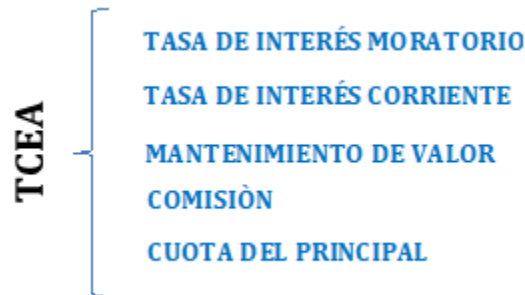 TCEA
TASA DE INTERÉS MORATORIO
TASA DE INTERÉS CORRIENTE
MANTENIMIENTO DE VALOR
COMISIÒN
CUOTA DEL PRINCIPAL